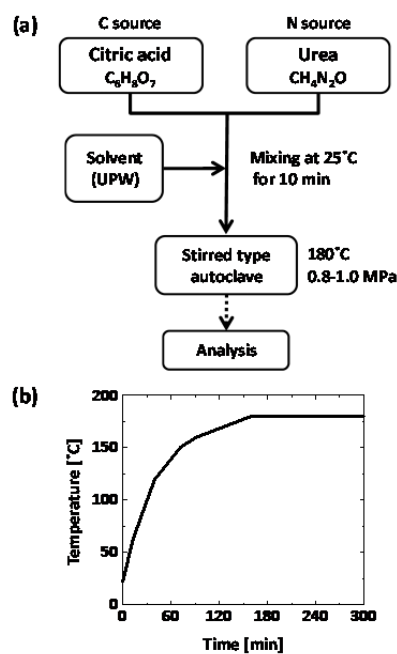 (a)
C source
N source
Citric acid
C₆H₈O₇
Urea
CH₄N₂O
Solvent
(UPW)
Mixing at 25˚C
for 10 min
Stirred type
autoclave
180˚C
0.8-1.0 MPa
Analysis
(b)
Temperature [˚C]
200
150
100
50
0
0 60 120 180 240 300
Time [min]